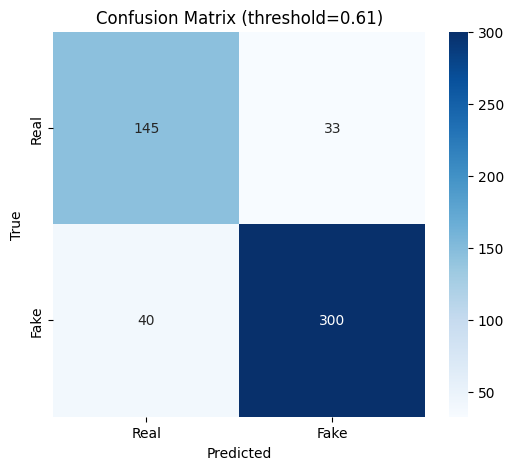 Confusion Matrix (threshold=0.61)
Real
145
33
Fake
40
300
True
Real
Fake
Predicted
300
250
200
150
100
50